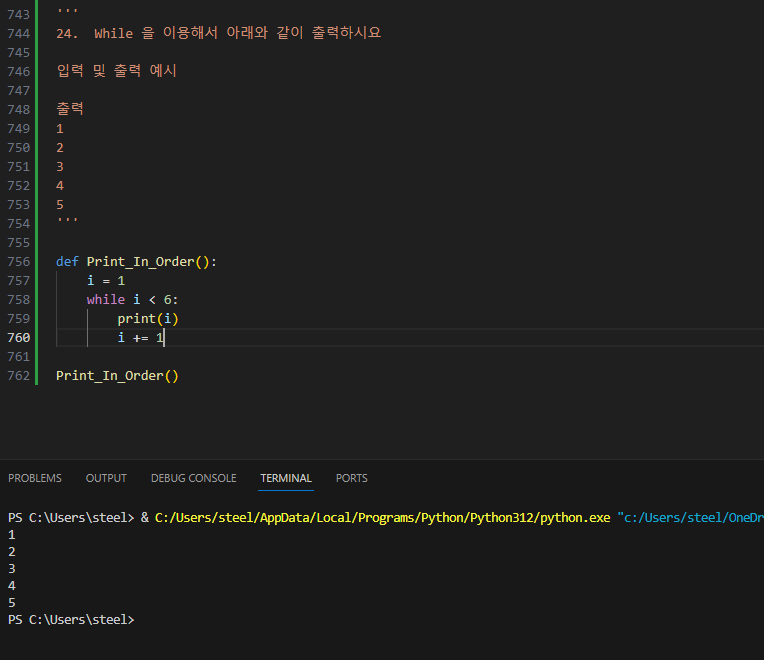 743 '''
744 24.  While 을 이용해서 아래와 같이 출력하시요
745
746 입력 및 출력 예시
747
748 출력
749 1
750 2
751 3
752 4
753 5
754 '''
755
756 def Print_In_Order():
757     i = 1
758     while i < 6:
759         print(i)
760         i += 1
761
762 Print_In_Order()
PROBLEMS OUTPUT DEBUG CONSOLE TERMINAL PORTS
PS C:\Users\steel> & C:/Users/steel/AppData/Local/Programs/Python/Python312/python.exe "c:/Users/steel/OneDr
1
2
3
4
5
PS C:\Users\steel>